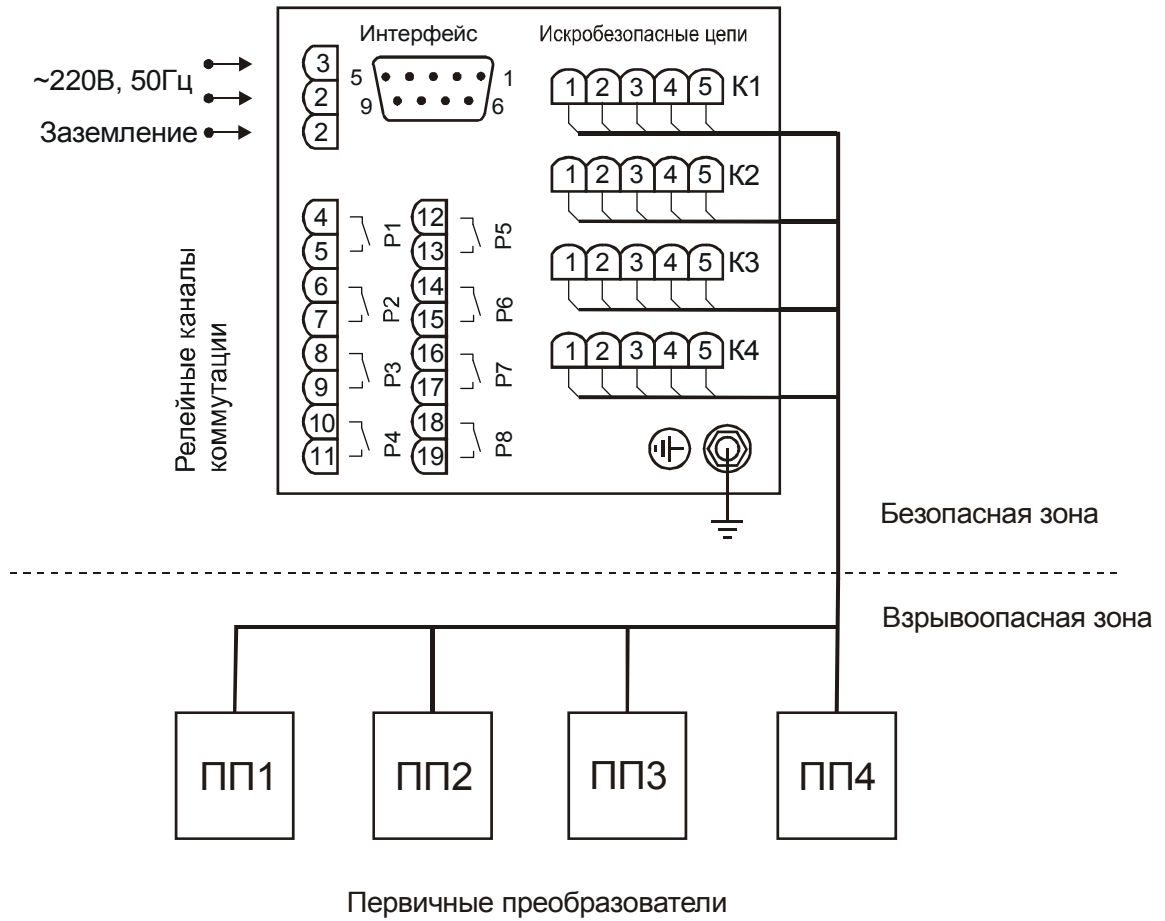 Интерфейс
Искробезопасные цепи
~220В, 50Гц
Заземление
3
2
2
5
1
9
6
1 2 3 4 5 К1
1 2 3 4 5 К2
1 2 3 4 5 К3
1 2 3 4 5 К4
Релейные каналы
коммутации
4
5
Р1
6
7
Р2
8
9
Р3
10
11
Р4
12
13
Р5
14
15
Р6
16
17
Р7
18
19
Р8
Безопасная зона
Взрывоопасная зона
ПП1
ПП2
ПП3
ПП4
Первичные преобразователи